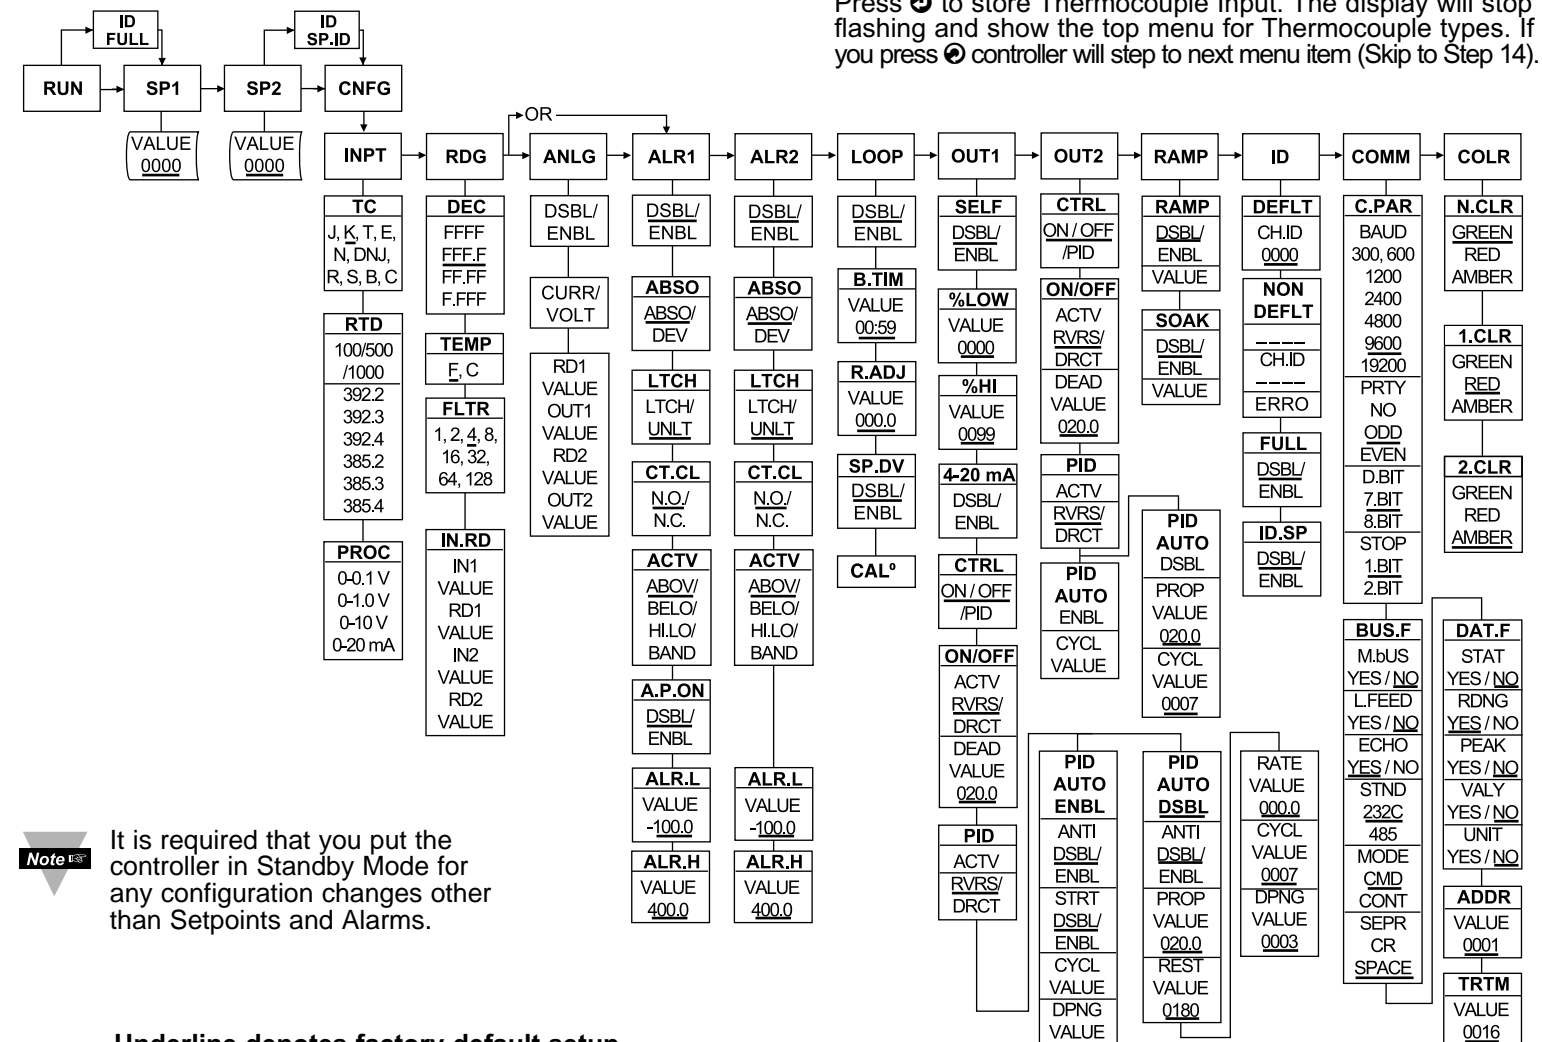 Press to store Thermocouple Input. The display will stop
flashing and show the top menu for Thermocouple types. If
you press controller will step to next menu item (Skip to Step 14).
ID
FULL
ID
SP.ID
RUN
SP1
SP2
CNFG
VALUE
0000
VALUE
0000
OR
INPT
RDG
ANLG
ALR1
ALR2
LOOP
OUT1
OUT2
RAMP
ID
COMM
COLR
TC
J, K, T, E,
N, DNJ,
R, S, B, C
RTD
100/500
/1000
392.2
392.3
392.4
385.2
385.3
385.4
PROC
0-0.1 V
0-1.0 V
0-10 V
0-20 mA
DEC
FFFF
FFF.F
FF.FF
F.FFF
TEMP
F, C
FLTR
1, 2, 4, 8,
16, 32,
64, 128
IN.RD
IN1
VALUE
RD1
VALUE
IN2
VALUE
RD2
VALUE
DSBL/
ENBL
CURR/
VOLT
RD1
VALUE
OUT1
VALUE
RD2
VALUE
OUT2
VALUE
DSBL/
ENBL
ABSO
ABSO/
DEV
LTCH
LTCH/
UNLT
CT.CL
N.O./
N.C.
ACTV
ABOV/
BELO/
HI.LO/
BAND
A.P.ON
DSBL/
ENBL
ALR.L
VALUE
-100.0
ALR.H
VALUE
400.0
DSBL/
ENBL
ABSO
ABSO/
DEV
LTCH
LTCH/
UNLT
CT.CL
N.O./
N.C.
ACTV
ABOV/
BELO/
HI.LO/
BAND
ALR.L
VALUE
-100.0
ALR.H
VALUE
400.0
DSBL/
ENBL
B.TIM
VALUE
00:59
R.ADJ
VALUE
000.0
SP.DV
DSBL/
ENBL
CALº
SELF
DSBL/
ENBL
%LOW
VALUE
0000
%HI
VALUE
0099
4-20 mA
DSBL/
ENBL
CTRL
ON / OFF
/PID
ON/OFF
ACTV
RVRS/
DRCT
DEAD
VALUE
020.0
PID
ACTV
RVRS/
DRCT
CTRL
ON / OFF
/PID
ON/OFF
ACTV
RVRS/
DRCT
DEAD
VALUE
020.0
PID
ACTV
RVRS/
DRCT
PID
AUTO
ENBL
CYCL
VALUE
PID
AUTO
ENBL
ANTI
DSBL/
ENBL
STRT
DSBL/
ENBL
CYCL
VALUE
DPNG
VALUE
RAMP
DSBL/
ENBL
VALUE
SOAK
DSBL/
ENBL
VALUE
PID
AUTO
DSBL
PROP
VALUE
020.0
CYCL
VALUE
0007
PID
AUTO
DSBL
ANTI
DSBL/
ENBL
PROP
VALUE
020.0
REST
VALUE
0180
DEFLT
CH.ID
0000
NON
DEFLT
_ _ _ _
CH.ID
_ _ _ _
ERRO
FULL
DSBL/
ENBL
ID.SP
DSBL/
ENBL
RATE
VALUE
000.0
CYCL
VALUE
0007
DPNG
VALUE
0003
C.PAR
BAUD
300, 600
1200
2400
4800
9600
19200
PRTY
NO
ODD
EVEN
D.BIT
7.BIT
8.BIT
STOP
1.BIT
2.BIT
BUS.F
M.bUS
YES / NO
L.FEED
YES / NO
ECHO
YES / NO
STND
232C
485
MODE
CMD
CONT
SEPR
CR
SPACE
N.CLR
GREEN
RED
AMBER
1.CLR
GREEN
RED
AMBER
2.CLR
GREEN
RED
AMBER
DAT.F
STAT
YES / NO
RDNG
YES / NO
PEAK
YES / NO
VALY
YES / NO
UNIT
YES / NO
ADDR
VALUE
0001
TRTM
VALUE
0016
Note
It is required that you put the
controller in Standby Mode for
any configuration changes other
than Setpoints and Alarms.
Underline denotes factory default setup